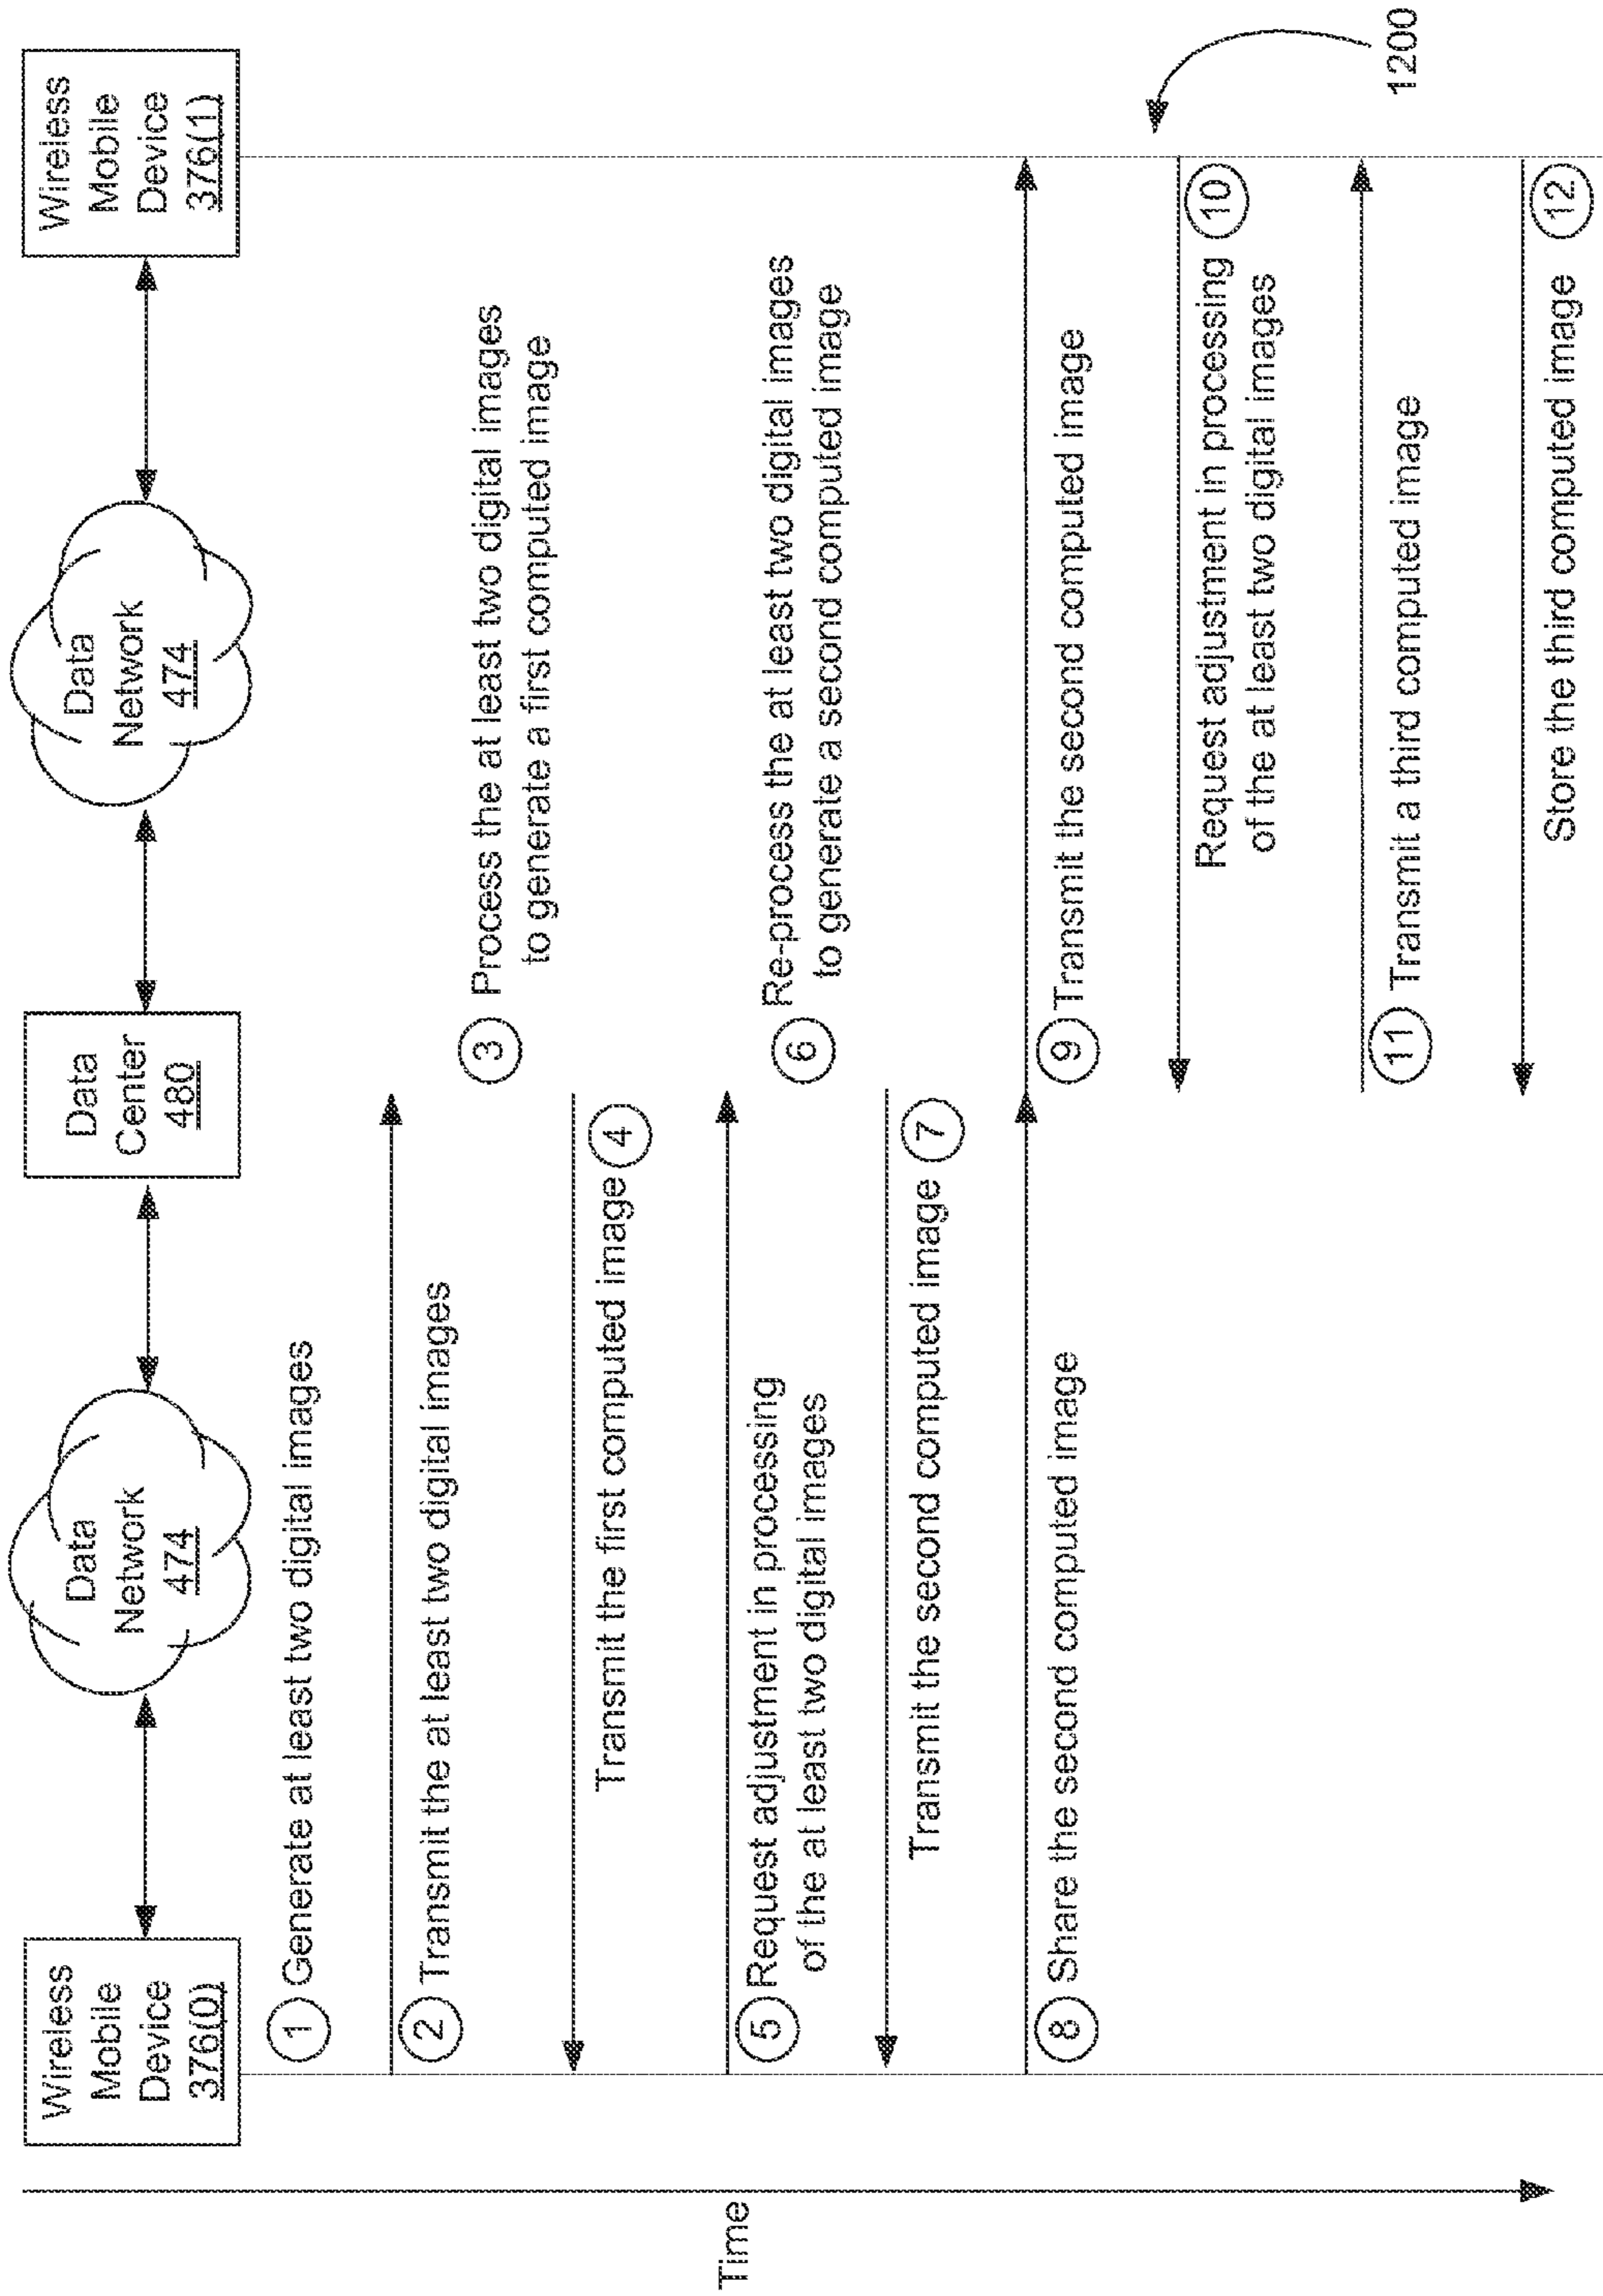 Time
Wireless
Mobile
Device
376(0)
Data
Network
474
Data
Center
480
Data
Network
474
Wireless
Mobile
Device
376(1)
1 Generate at least two digital images
2 Transmit the at least two digital images
3 Process the at least two digital images
to generate a first computed image
Transmit the first computed image 4
5 Request adjustment in processing
of the at least two digital images
6 Re-process the at least two digital images
to generate a second computed image
Transmit the second computed image 7
8 Share the second computed image
9 Transmit the second computed image
Request adjustment in processing 10
of the at least two digital images
11 Transmit a third computed image
Store the third computed image 12
1200